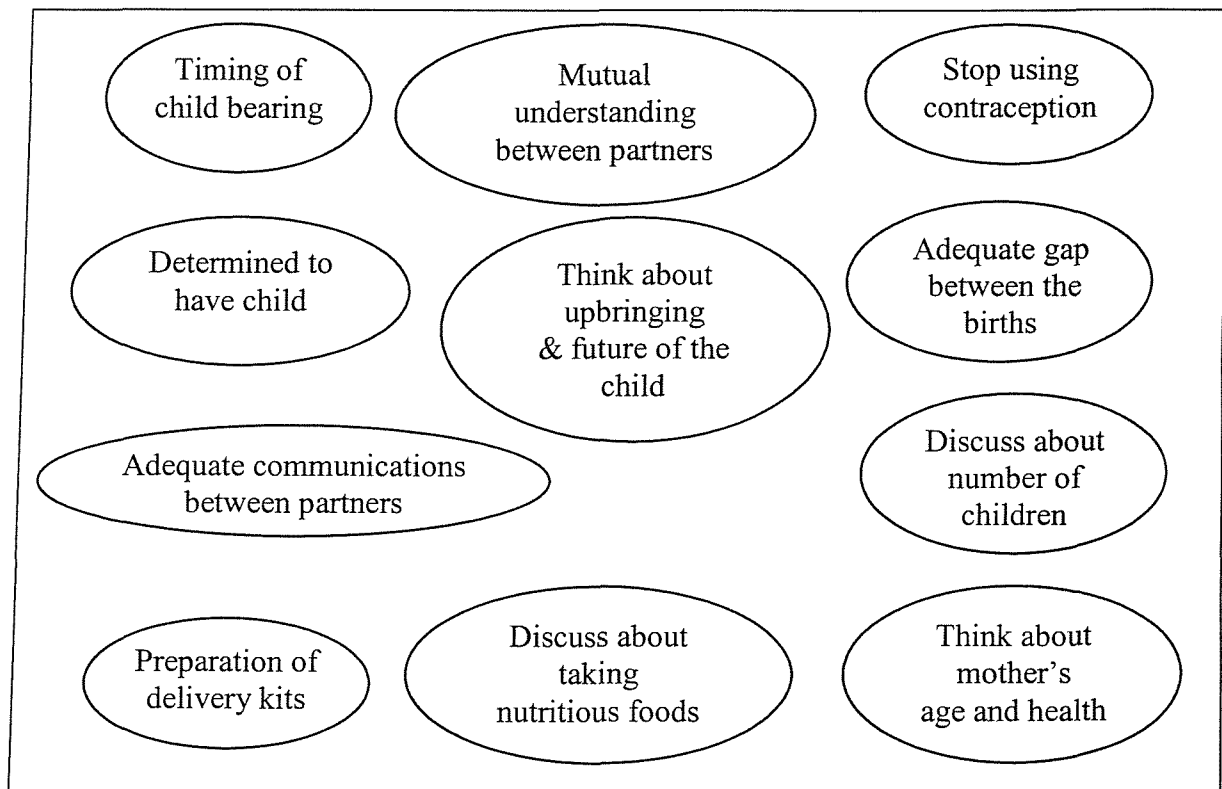 Timing of
child bearing
Mutual
understanding
between partners
Stop using
contraception
Determined to
have child
Think about
upbringing
& future of the
child
Adequate gap
between the
births
Adequate communications
between partners
Discuss about
number of
children
Preparation of
delivery kits
Discuss about
taking
nutritious foods
Think about
mother's
age and health